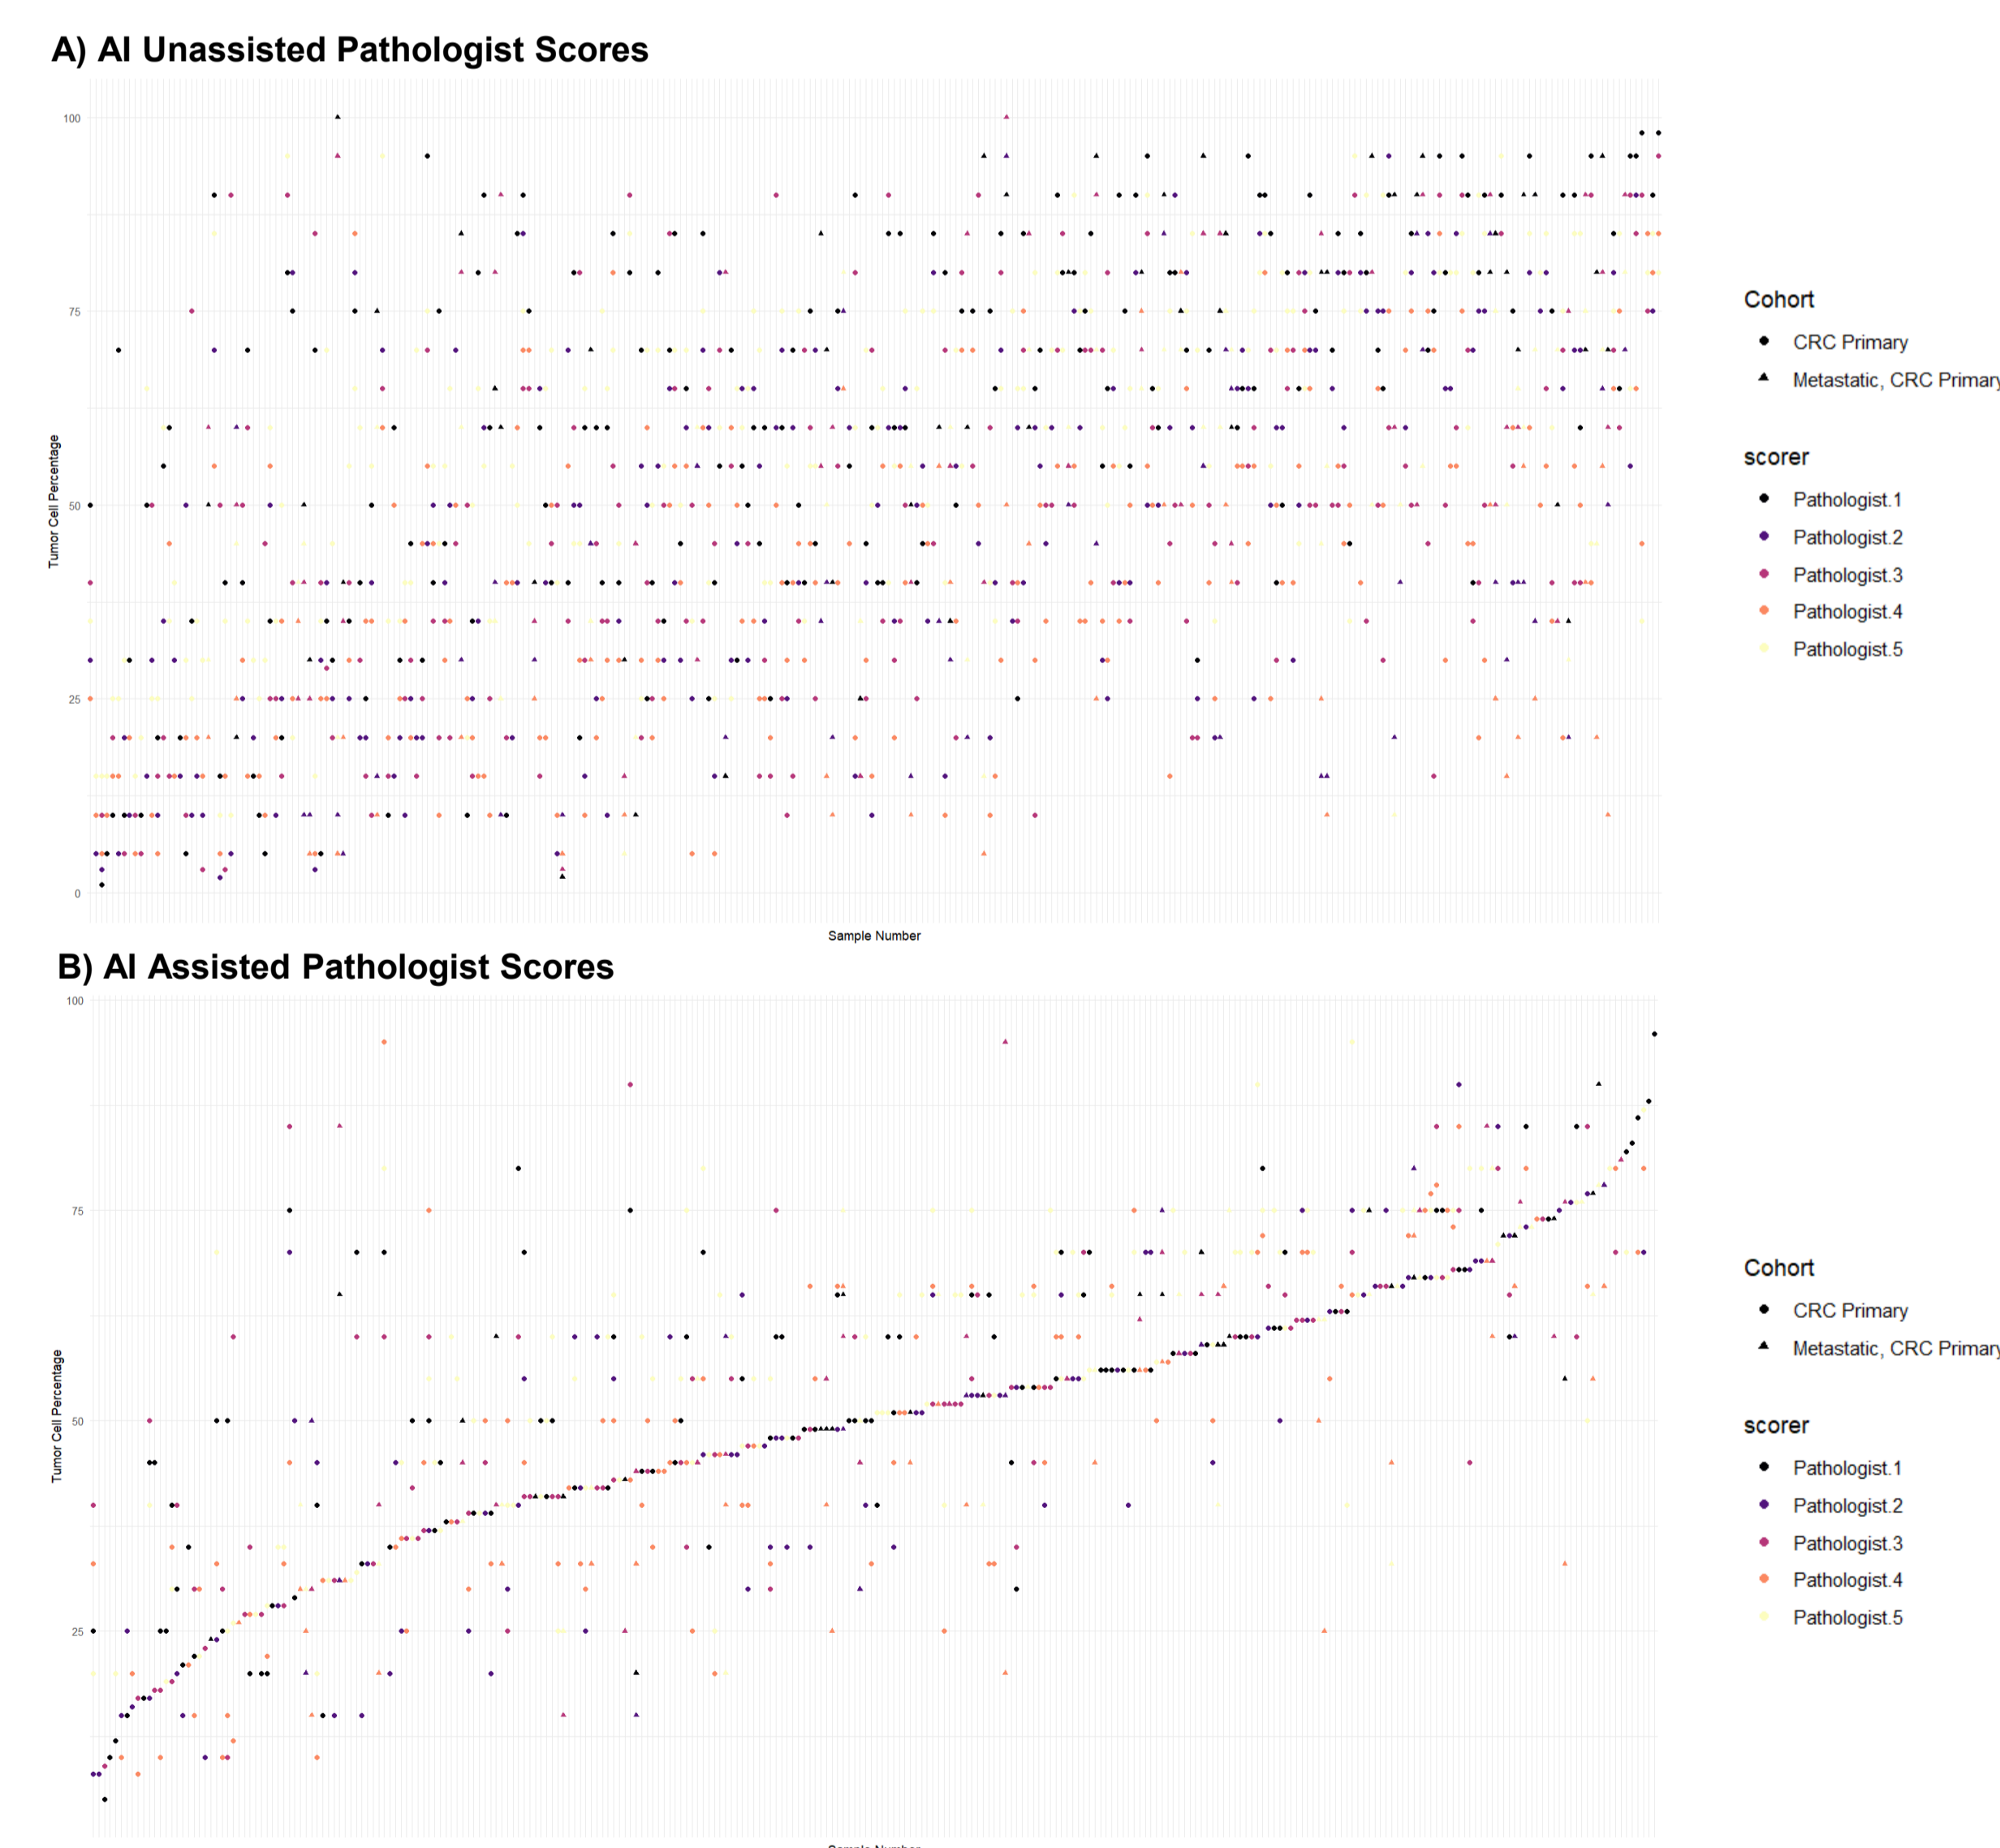 A) AI Unassisted Pathologist Scores
100
75
50
25
0
Tumor Cell Percentage
Sample Number
Cohort
CRC Primary
Metastatic, CRC Primary
scorer
Pathologist.1
Pathologist.2
Pathologist.3
Pathologist.4
Pathologist.5
B) AI Assisted Pathologist Scores
100
75
50
25
Tumor Cell Percentage
Sample Number
Cohort
CRC Primary
Metastatic, CRC Primary
scorer
Pathologist.1
Pathologist.2
Pathologist.3
Pathologist.4
Pathologist.5